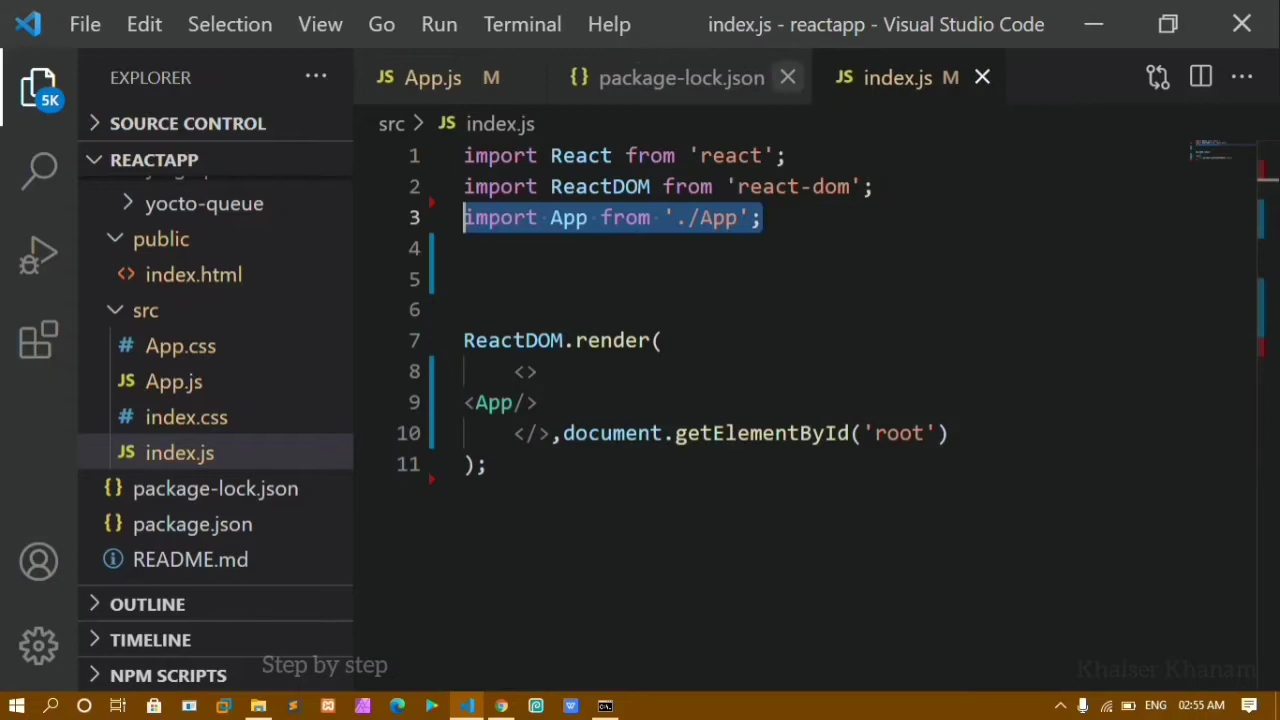 File Edit Selection View Go Run Terminal Help index.js - reactapp - Visual Studio Code
EXPLORER
App.js M package-lock.json index.js M
5K
SOURCE CONTROL
src > index.js
REACTAPP
yocto-queue
public
index.html
src
App.css
App.js
index.css
index.js
package-lock.json
package.json
README.md
OUTLINE
TIMELINE
NPM SCRIPTS
1 import React from 'react';
2 import ReactDOM from 'react-dom';
3 import App from './App';
4
5
6
7 ReactDOM.render(
8 <>
9 <App/>
10 </>,document.getElementById('root')
11 );
Step by step
Khalser Khanam
ENG 02:55 AM